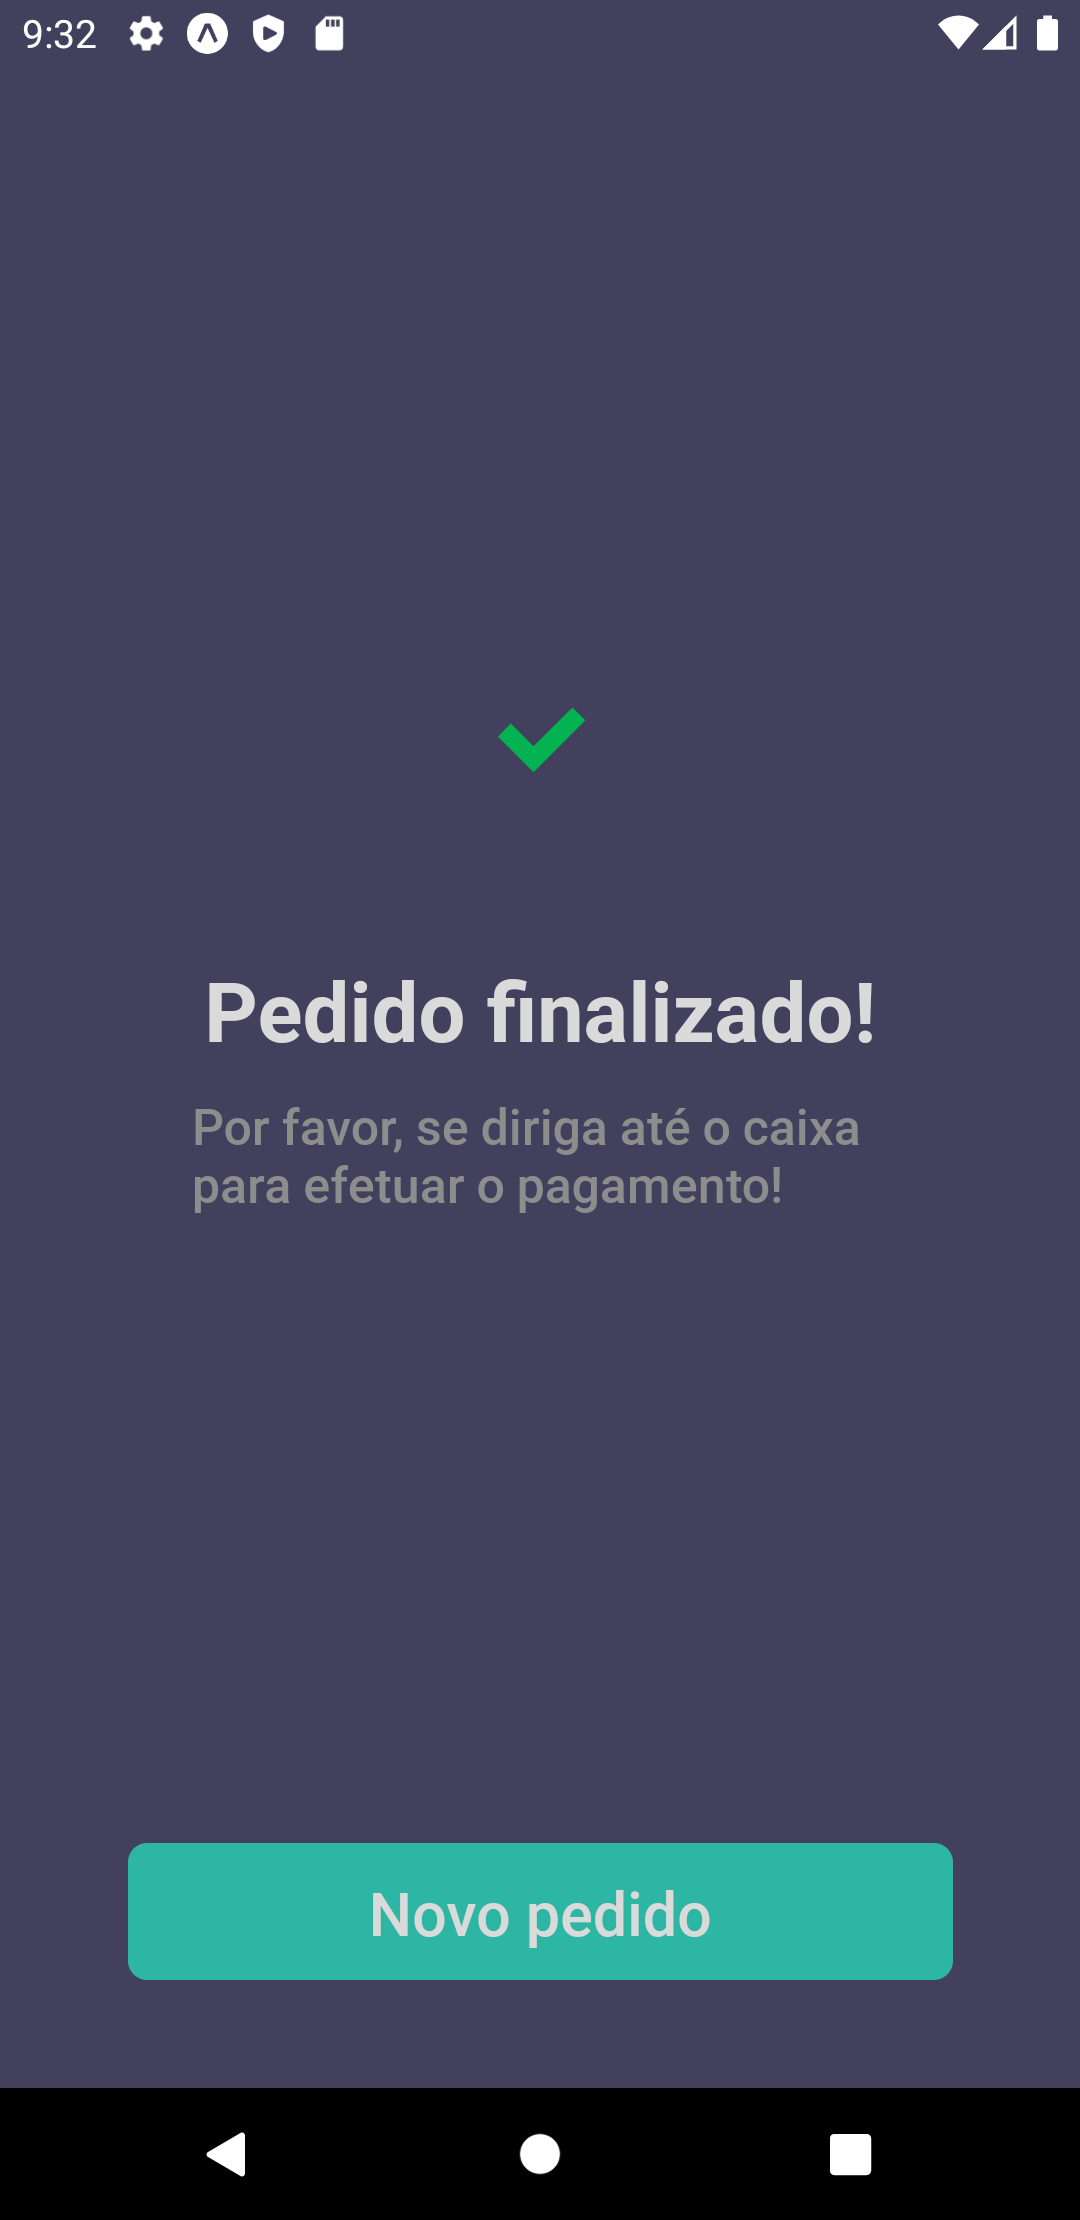 9:32
Pedido finalizado!
Por favor, se diriga até o caixa
para efetuar o pagamento!
Novo pedido